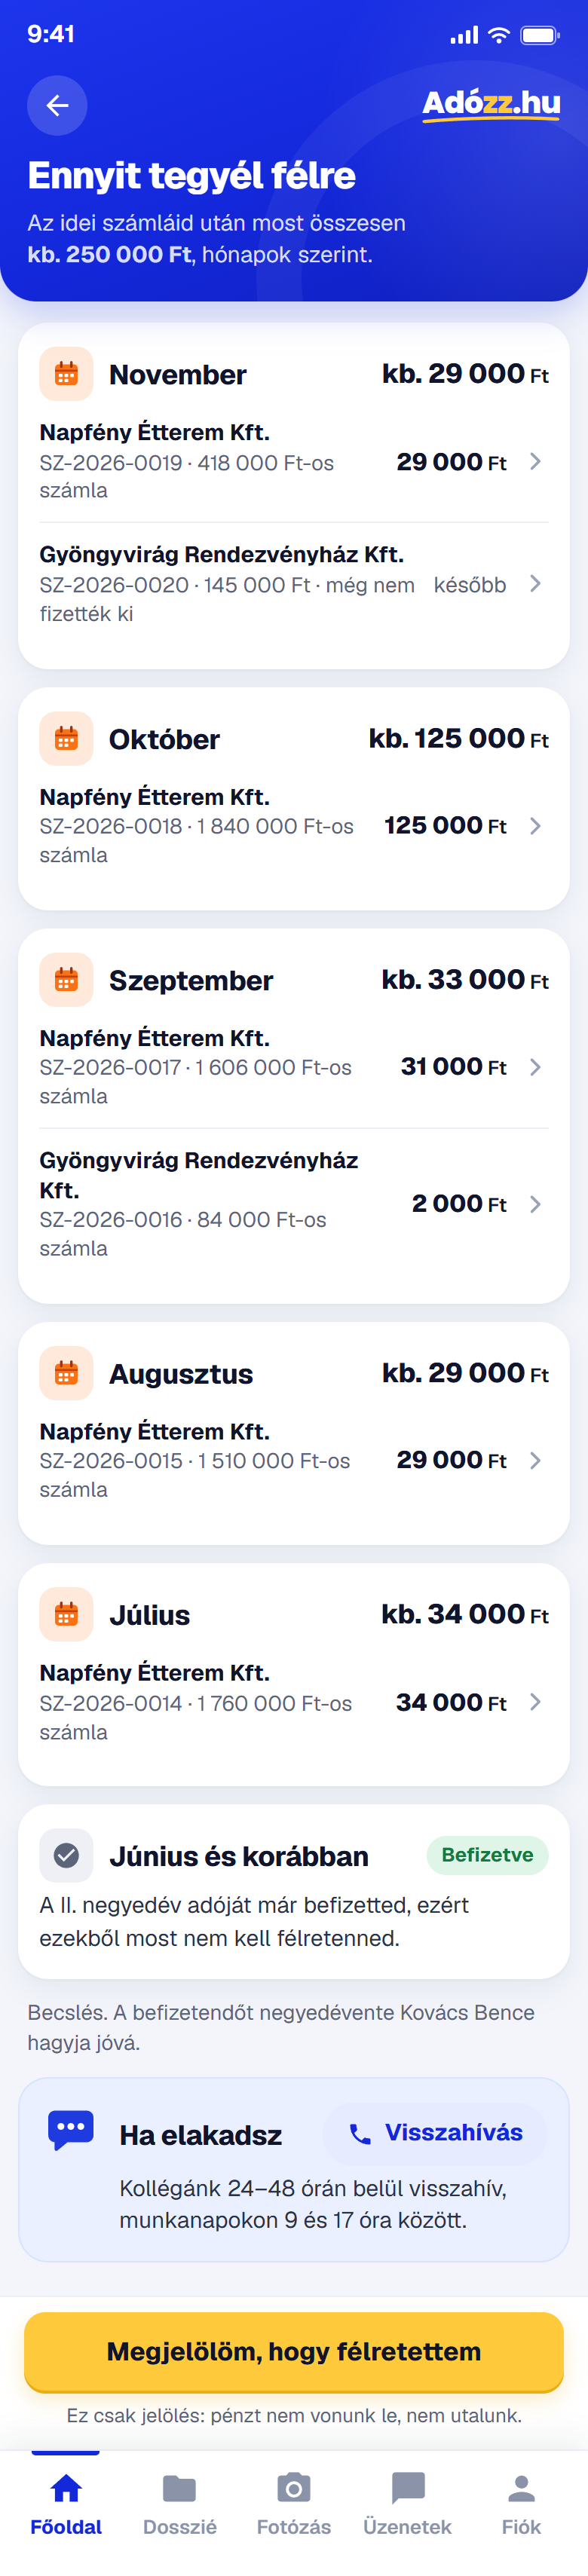 9:41
Adózz.hu
Ennyit tegyél félre
Az idei számláid után most összesen
kb. 250 000 Ft, hónapok szerint.
November kb. 29 000 Ft
Napfény Étterem Kft.
SZ-2026-0019 · 418 000 Ft-os
számla
29 000 Ft
Gyöngyvirág Rendezvényház Kft.
SZ-2026-0020 · 145 000 Ft · még nem
fizették ki
később
Október kb. 125 000 Ft
Napfény Étterem Kft.
SZ-2026-0018 · 1 840 000 Ft-os
számla
125 000 Ft
Szeptember kb. 33 000 Ft
Napfény Étterem Kft.
SZ-2026-0017 · 1 606 000 Ft-os
számla
31 000 Ft
Gyöngyvirág Rendezvényház
Kft.
SZ-2026-0016 · 84 000 Ft-os
számla
2 000 Ft
Augusztus kb. 29 000 Ft
Napfény Étterem Kft.
SZ-2026-0015 · 1 510 000 Ft-os
számla
29 000 Ft
Július kb. 34 000 Ft
Napfény Étterem Kft.
SZ-2026-0014 · 1 760 000 Ft-os
számla
34 000 Ft
Június és korábban Befizetve
A II. negyedév adóját már befizetted, ezért
ezekből most nem kell félretenned.
Becslés. A befizetendőt negyedévente Kovács Bence
hagyja jóvá.
Ha elakadsz Visszahívás
Kollégánk 24–48 órán belül visszahív,
munkanapokon 9 és 17 óra között.
Megjelölöm, hogy félretettem
Ez csak jelölés: pénzt nem vonunk le, nem utalunk.
Főoldal Dosszié Fotózás Üzenetek Fiók